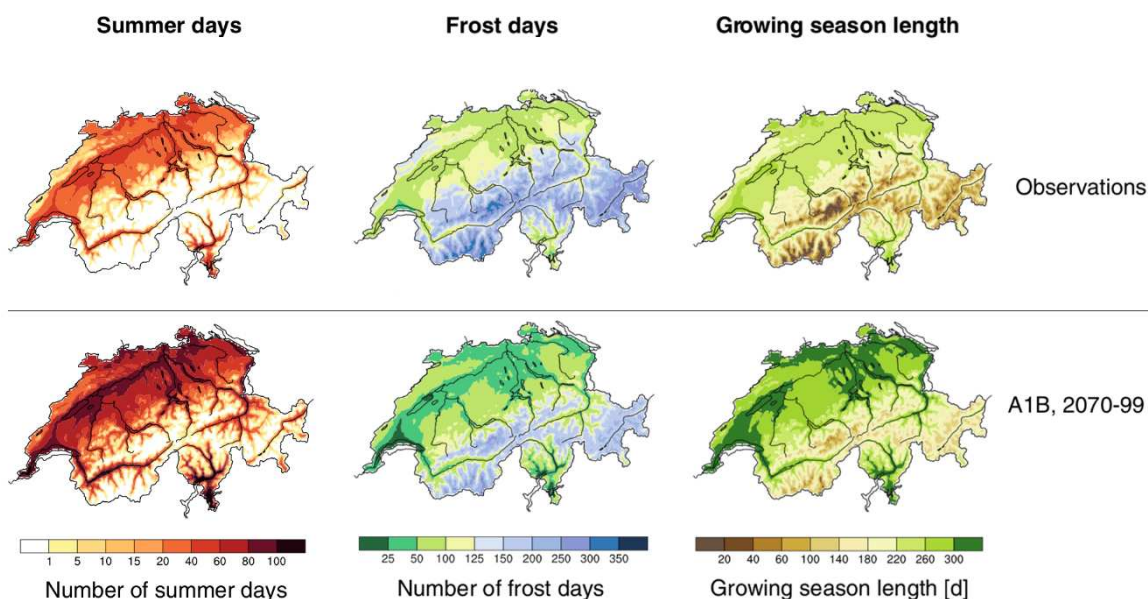 Summer days Frost days Growing season length
Observations
A1B, 2070-99
1 5 10 15 20 40 60 80 100
25 50 100 125 150 200 250 300 350
20 40 60 100 140 180 220 260 300
Number of summer days Number of frost days Growing season length [d]